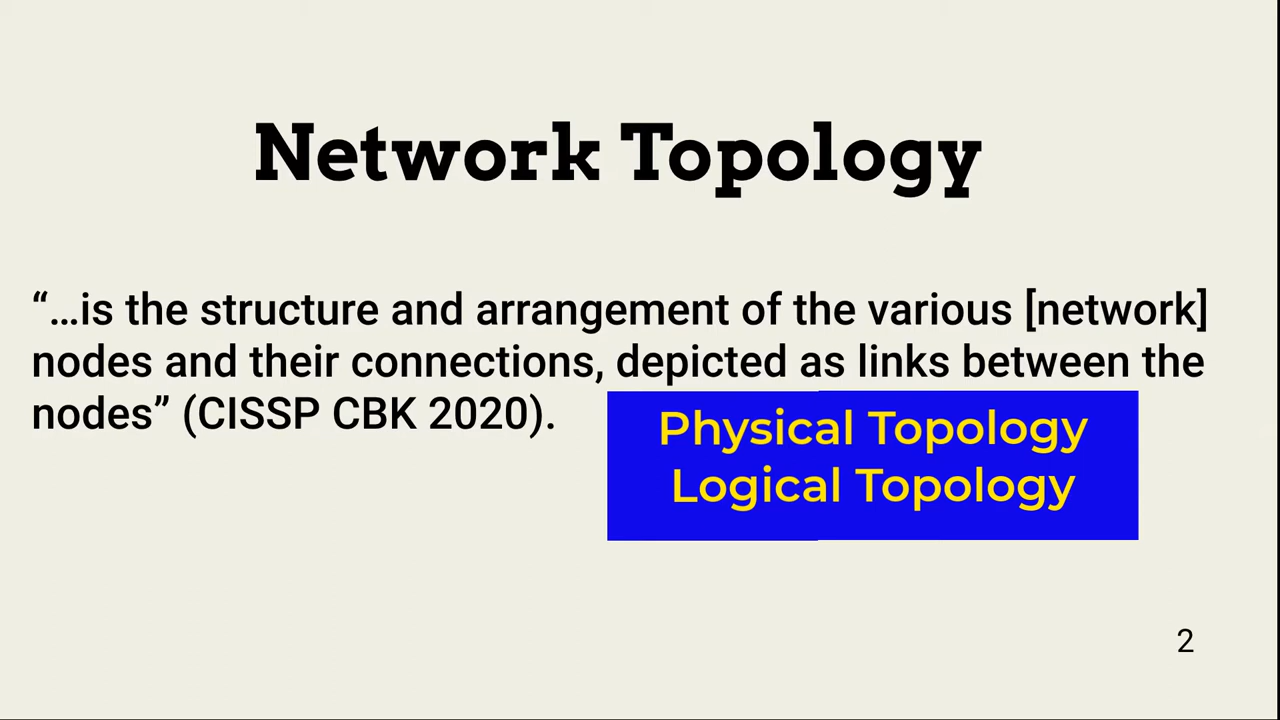 Network Topology
“...is the structure and arrangement of the various [network]
nodes and their connections, depicted as links between the
nodes” (CISSP CBK 2020).
Physical Topology
Logical Topology
2